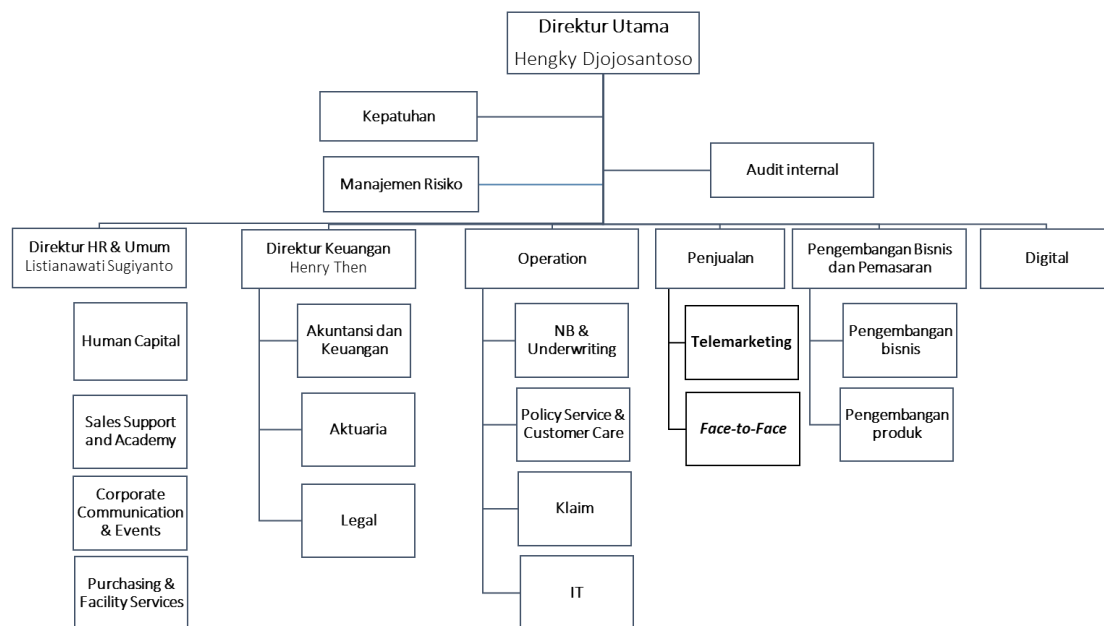 Direktur Utama
Hengky Djojosantoso
Kepatuhan
Manajemen Risiko
Audit internal
Direktur HR & Umum
Listianawati Sugiyanto
Human Capital
Sales Support
and Academy
Corporate
Communication
& Events
Purchasing &
Facility Services
Direktur Keuangan
Henry Then
Akuntansi dan
Keuangan
Aktuaria
Legal
Operation
NB &
Underwriting
Policy Service &
Customer Care
Klaim
IT
Penjualan
Telemarketing
Face-to-Face
Pengembangan Bisnis
dan Pemasaran
Pengembangan
bisnis
Pengembangan
produk
Digital